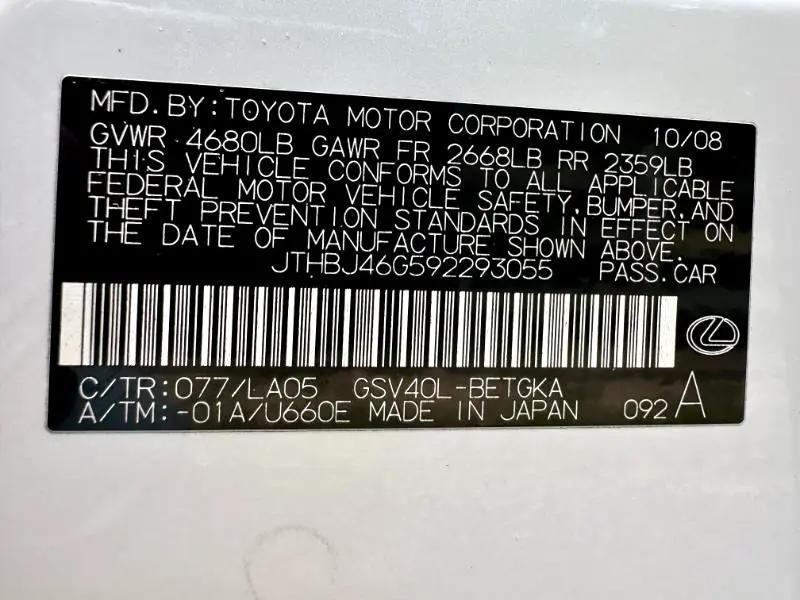 MFD. BY: TOYOTA MOTOR CORPORATION 10/08
GVWR 4680LB GAWR FR 2668LB RR 2359LB
THIS VEHICLE CONFORMS TO ALL APPLICABLE
FEDERAL MOTOR VEHICLE SAFETY, BUMPER, AND
THEFT PREVENTION STANDARDS IN EFFECT ON
THE DATE OF MANUFACTURE SHOWN ABOVE.
JTHBJ46G592293055 PASS. CAR
C/TR: 077/LA05 GSV40L-BETGKA
A/TM: -01A/U660E MADE IN JAPAN 092 A